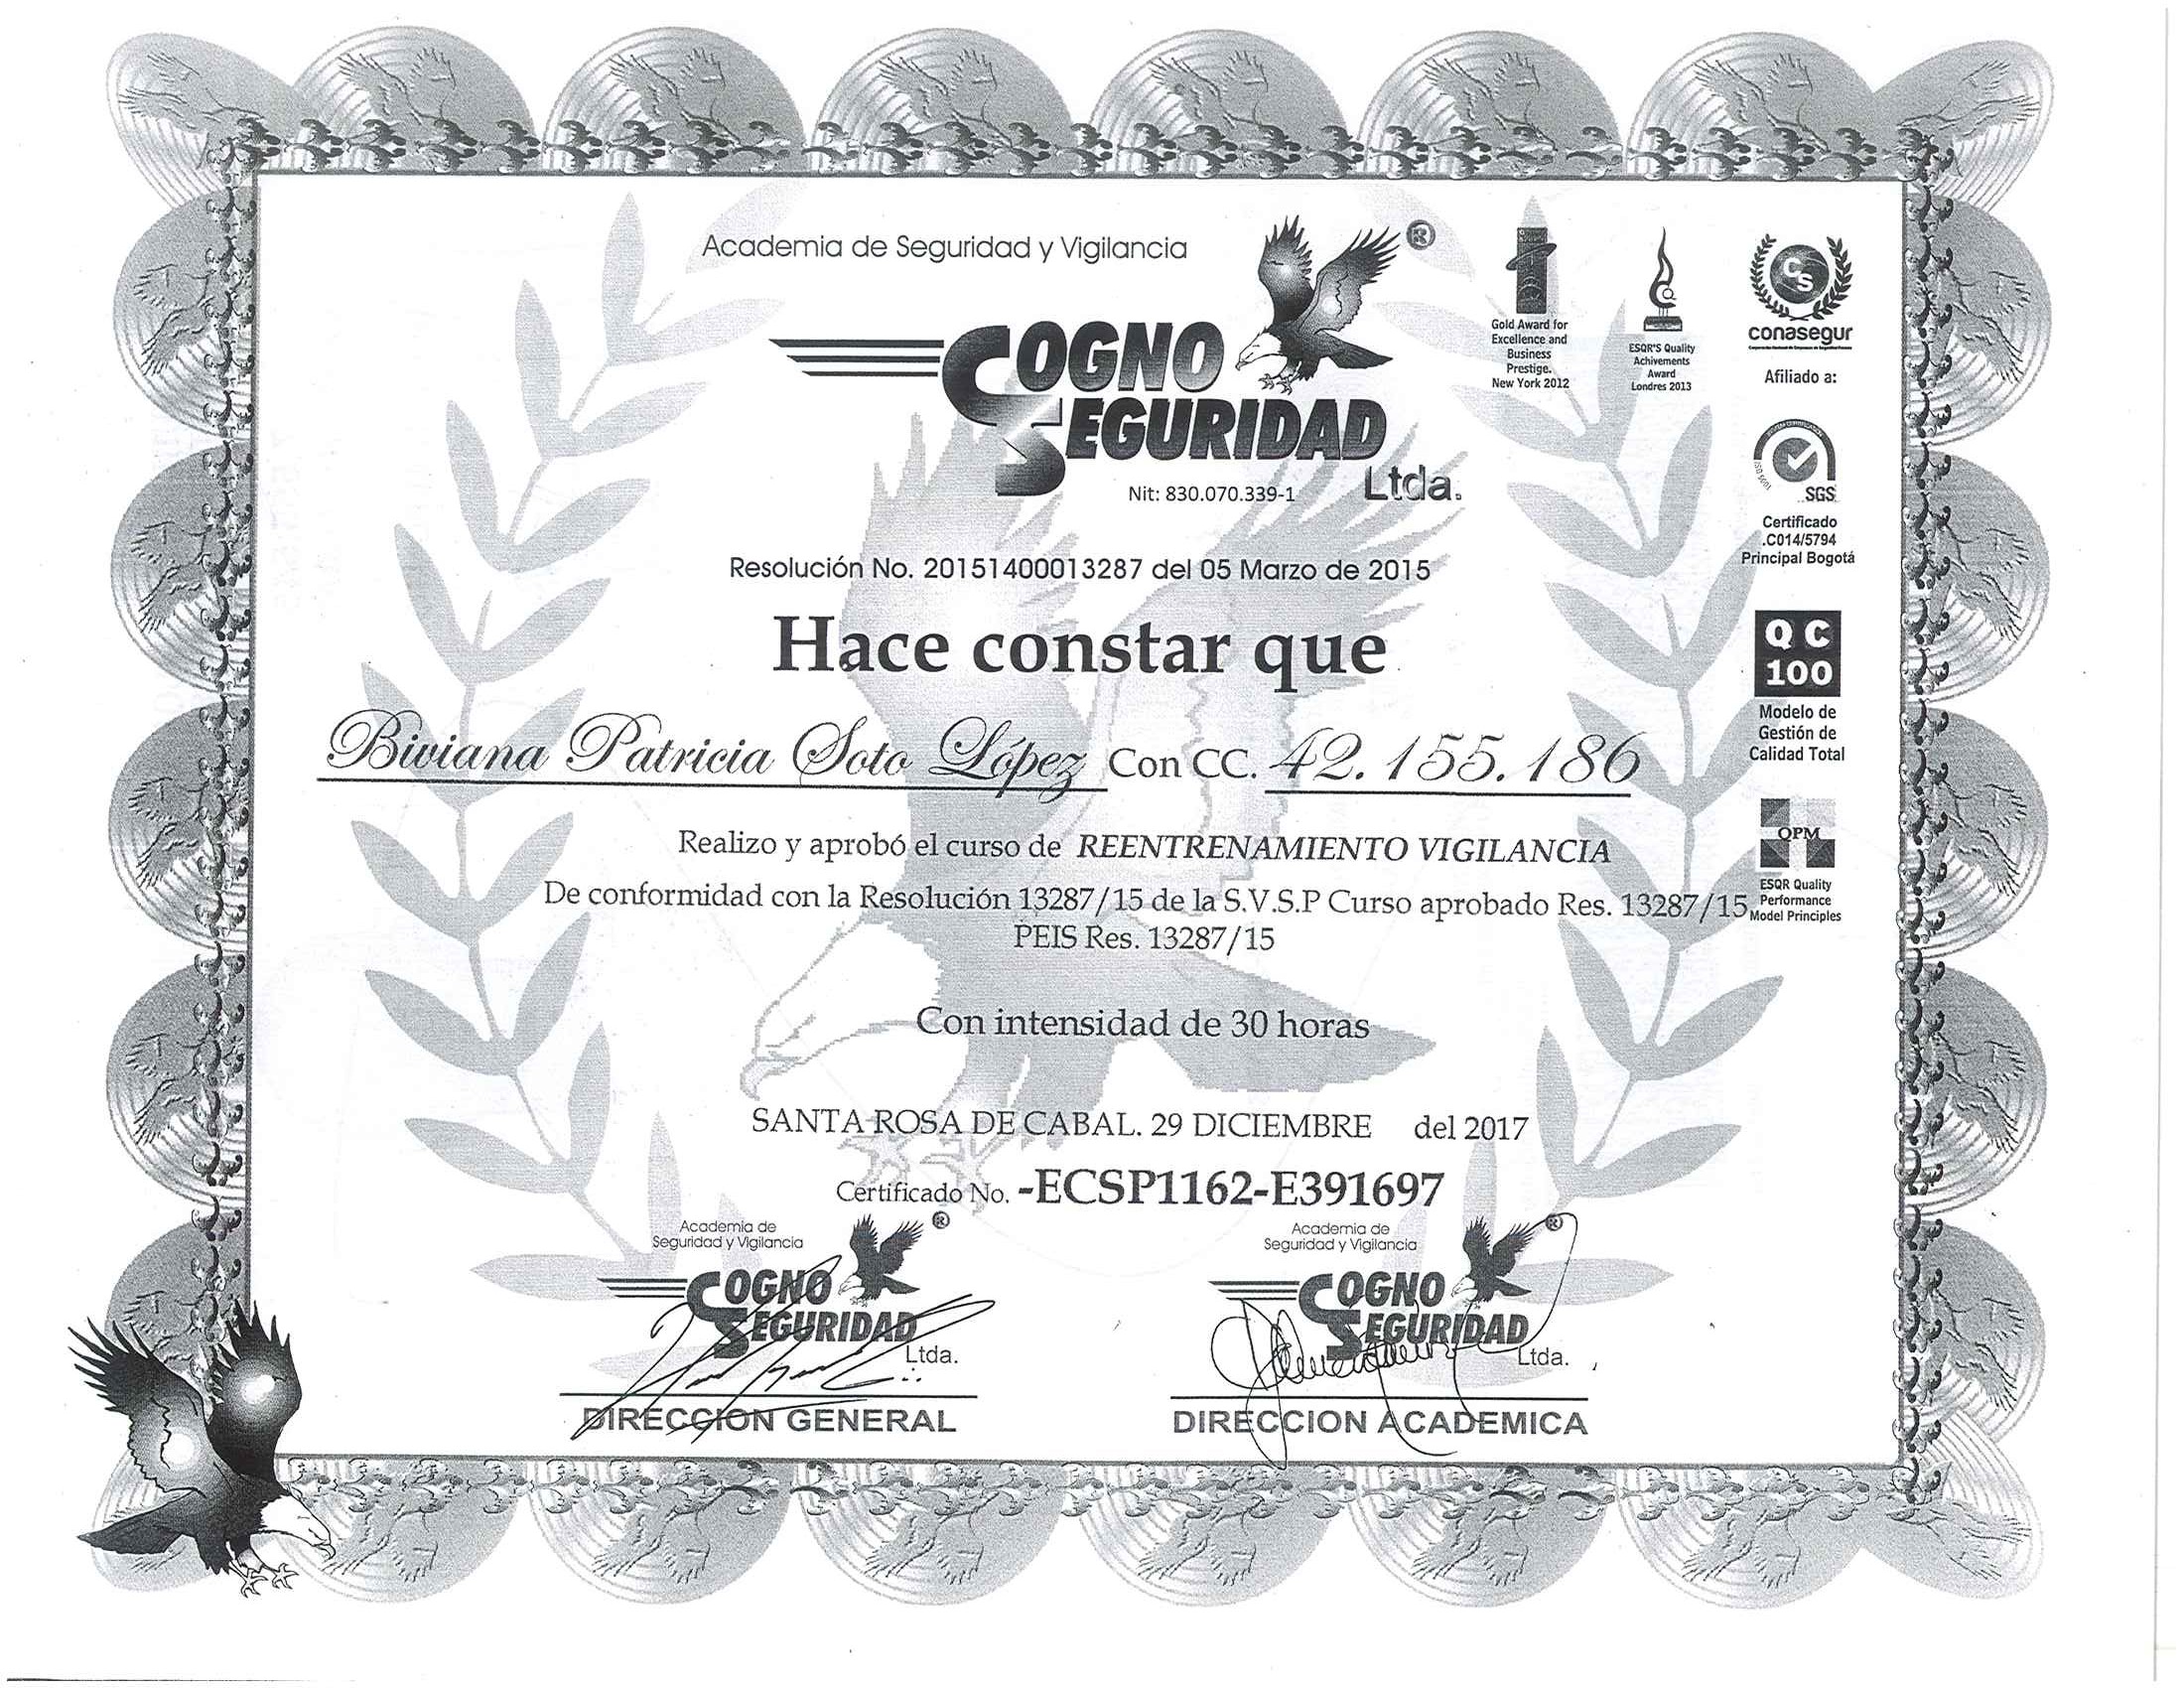 Academia de Seguridad y Vigilancia
®
COGNO
SEGURIDAD
Ltda.
Nit: 830.070.339-1
Gold Award for
Excellence and
Business
Prestige.
New York 2012
ESQR'S Quality
Achivements
Award
Londres 2013
CS
conasegur
Afiliado a:
SGS
Certificado
.C014/5794
Principal Bogotá
QC
100
Modelo de
Gestión de
Calidad Total
QPM
ESQR Quality
Performance
Model Principles
Resolución No. 20151400013287 del 05 Marzo de 2015
Hace constar que
Biviana Patricia Soto López Con CC. 42.155.186
Realizo y aprobó el curso de REENTRENAMIENTO VIGILANCIA
De conformidad con la Resolución 13287/15 de la S.V.S.P Curso aprobado Res. 13287/15
PEIS Res. 13287/15
Con intensidad de 30 horas
SANTA ROSA DE CABAL. 29 DICIEMBRE del 2017
Certificado No. -ECSP1162-E391697
Academia de
Seguridad y Vigilancia
®
COGNO
SEGURIDAD
Ltda.
DIRECCION GENERAL
Academia de
Seguridad y Vigilancia
®
COGNO
SEGURIDAD
Ltda.
DIRECCION ACADEMICA